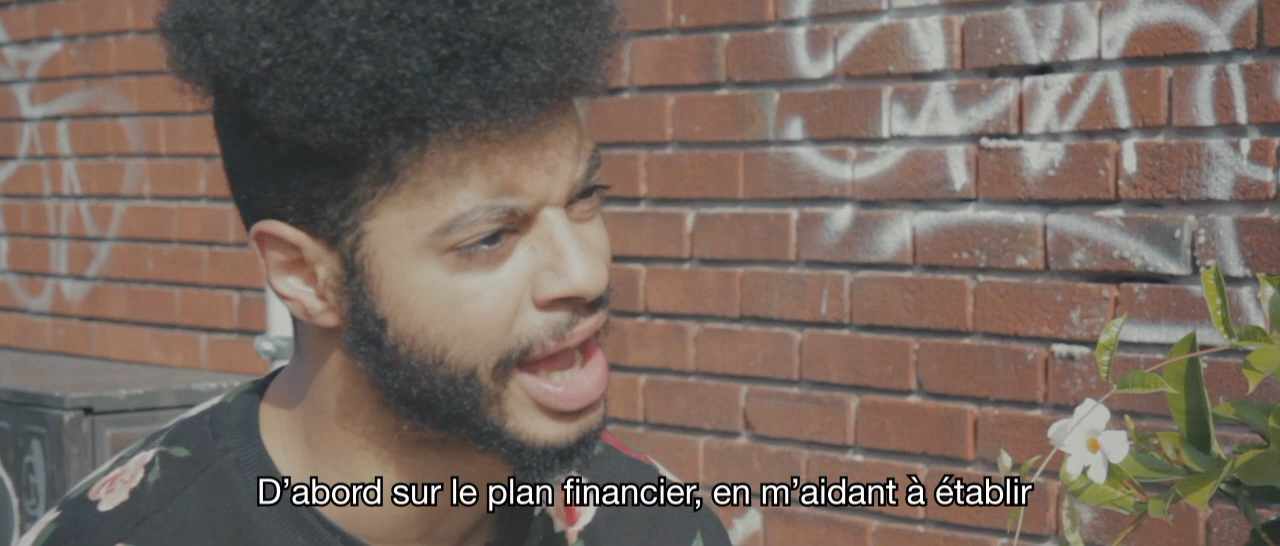 D’abord sur le plan financier, en m’aidant à établir